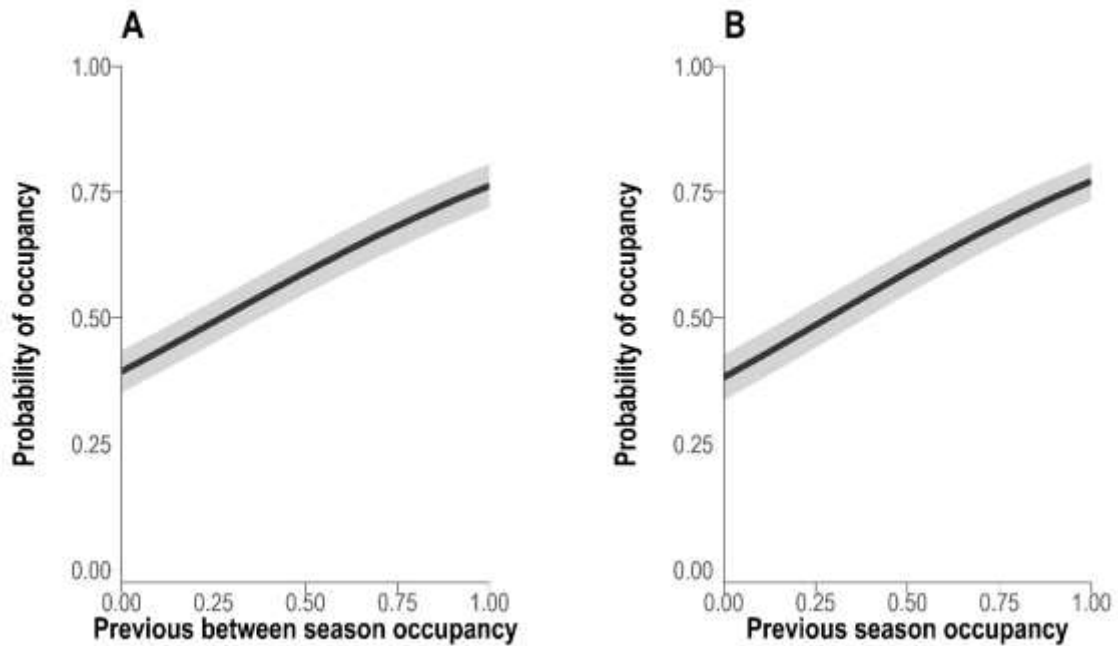 A
Probability of occupancy
1.00
0.75
0.50
0.25
0.00
0.00 0.25 0.50 0.75 1.00
Previous between season occupancy
B
Probability of occupancy
1.00
0.75
0.50
0.25
0.00
0.00 0.25 0.50 0.75 1.00
Previous season occupancy